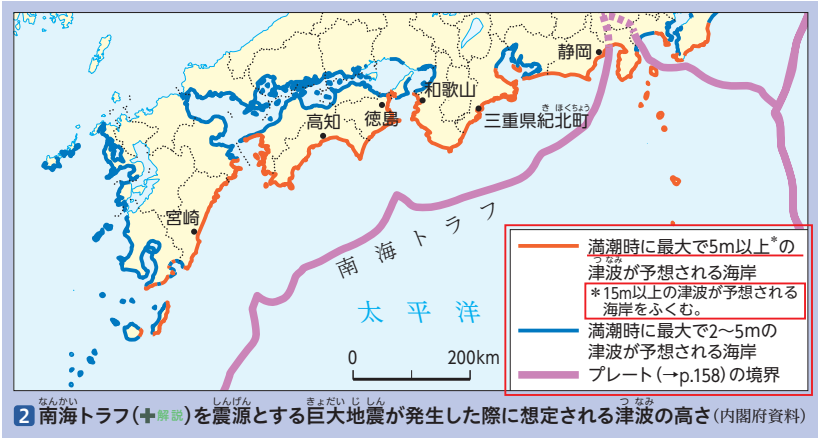 静岡
和歌山
き ほくちょう
三重県紀北町
徳島
高知
宮崎
南海トラフ
太平洋
0 200km
満潮時に最大で5m以上*の
つ なみ
津波が予想される海岸
*15m以上の津波が予想される
海岸をふくむ。
満潮時に最大で2〜5mの
津波が予想される海岸
プレート(→p.158)の境界
なんかい しんげん きょだい じ しん つ なみ
2 南海トラフ(✚解説)を震源とする巨大地震が発生した際に想定される津波の高さ(内閣府資料)